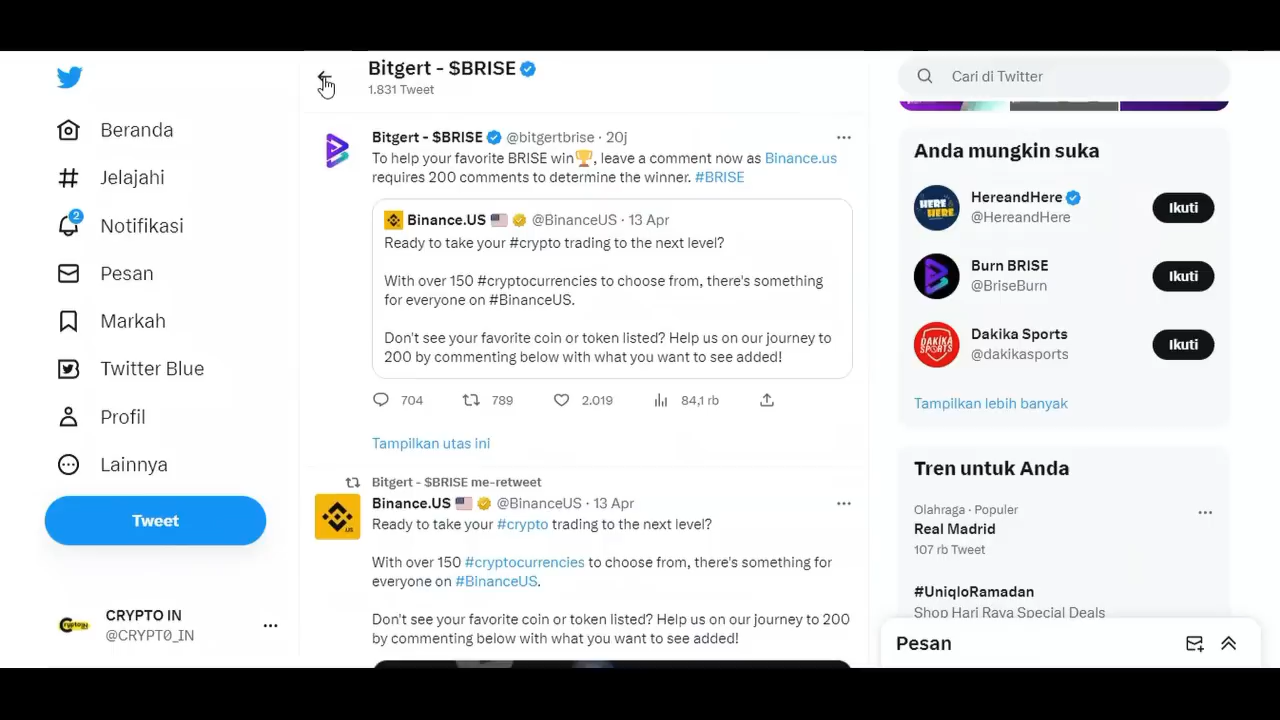 Beranda
Jelajahi
2
Notifikasi
Pesan
Markah
Twitter Blue
Profil
Lainnya
Tweet
CRYPTO IN
@CRYPT0_IN
Bitgert - $BRISE
1.831 Tweet
Bitgert - $BRISE @bitgertbrise · 20j
To help your favorite BRISE win🏆, leave a comment now as Binance.us
requires 200 comments to determine the winner. #BRISE
Binance.US 🇺🇸 @BinanceUS · 13 Apr
Ready to take your #crypto trading to the next level?
With over 150 #cryptocurrencies to choose from, there's something
for everyone on #BinanceUS.
Don't see your favorite coin or token listed? Help us on our journey to
200 by commenting below with what you want to see added!
704 789 2.019 84,1 rb
Tampilkan utas ini
Bitgert - $BRISE me-retweet
Binance.US 🇺🇸 @BinanceUS · 13 Apr
Ready to take your #crypto trading to the next level?
With over 150 #cryptocurrencies to choose from, there's something for
everyone on #BinanceUS.
Don't see your favorite coin or token listed? Help us on our journey to 200
by commenting below with what you want to see added!
Cari di Twitter
Anda mungkin suka
HereandHere
@HereandHere
Ikuti
Burn BRISE
@BriseBurn
Ikuti
Dakika Sports
@dakikasports
Ikuti
Tampilkan lebih banyak
Tren untuk Anda
Olahraga · Populer
Real Madrid
107 rb Tweet
#UniqloRamadan
Shop Hari Raya Special Deals
Pesan